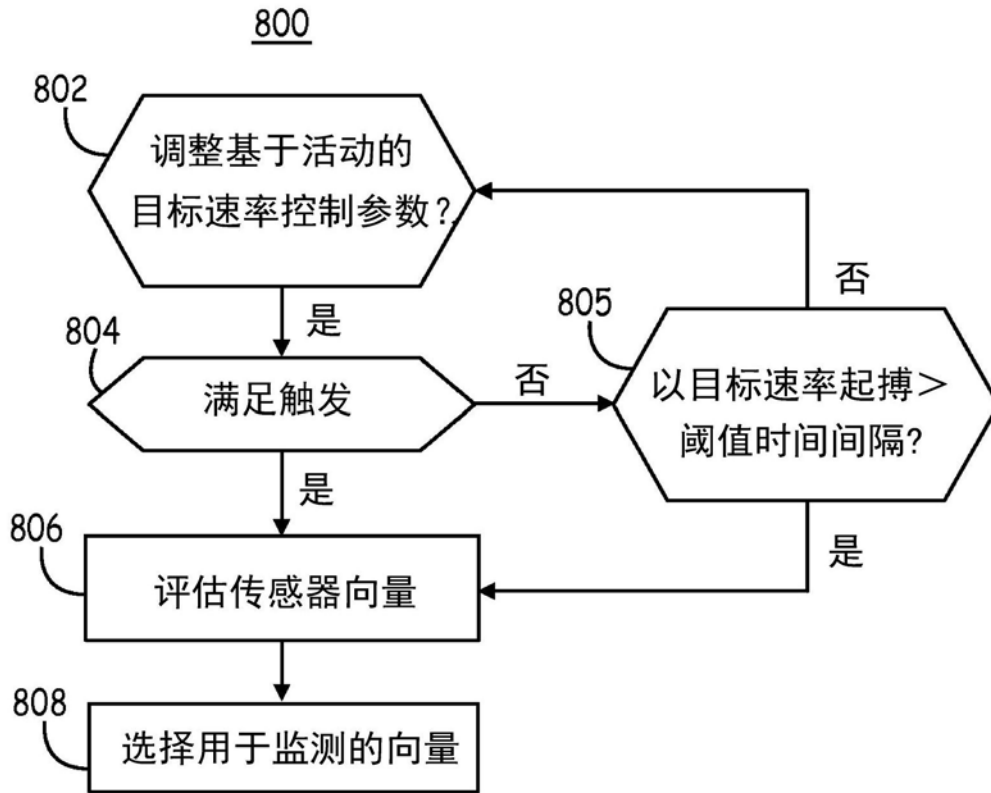 800
802
调整基于活动的
目标速率控制参数?
是
否
804
满足触发
否
805
以目标速率起搏>
阈值时间间隔?
是
是
806
评估传感器向量
808
选择用于监测的向量